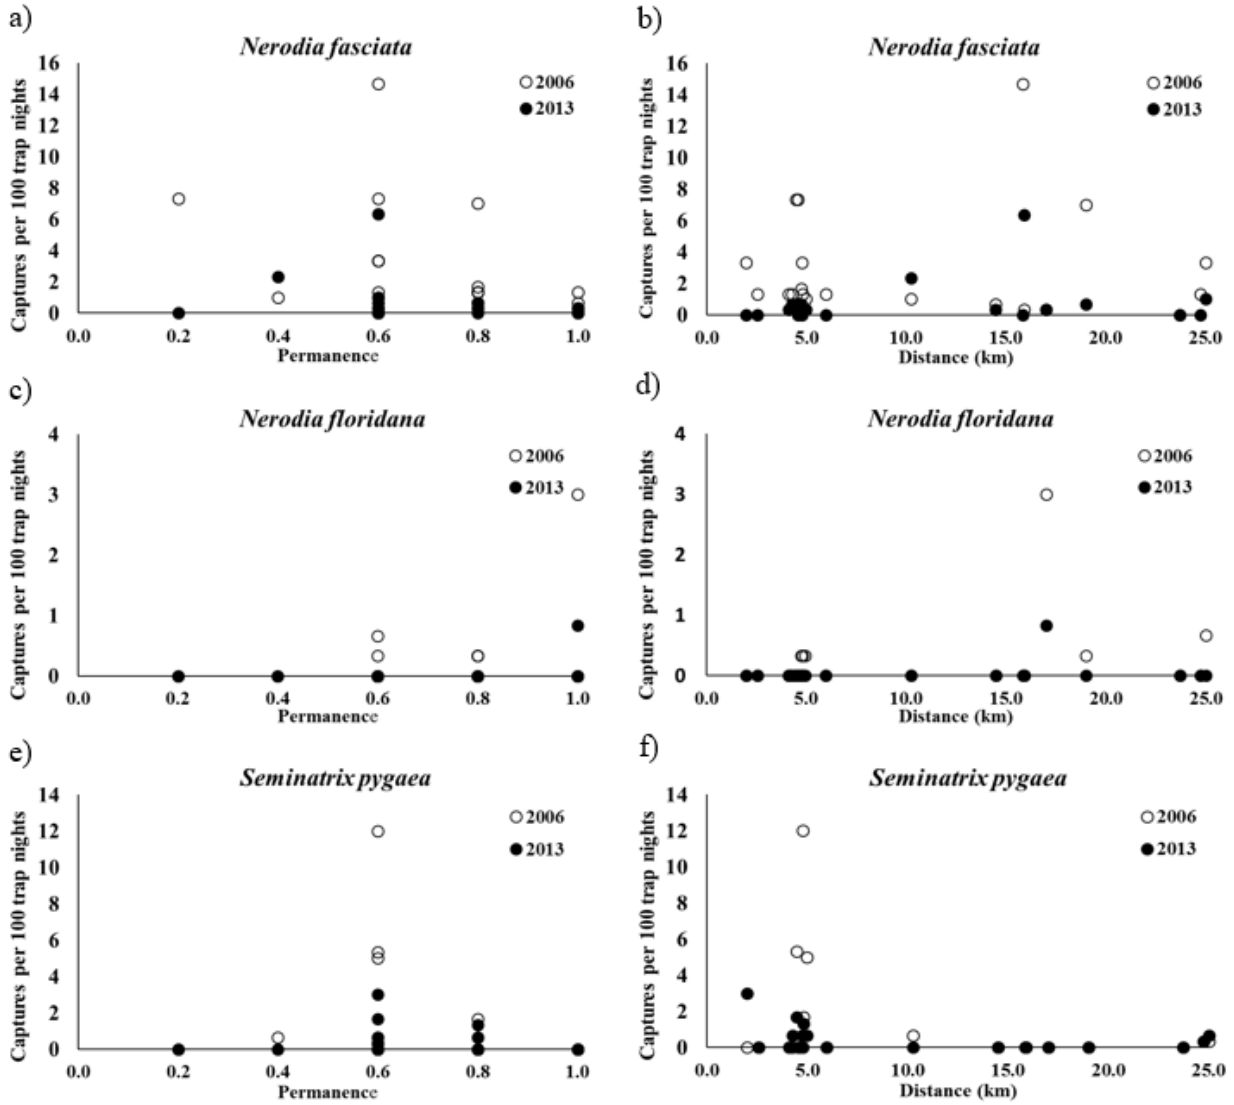 a)
Nerodia fasciata
Captures per 100 trap nights
16
14
12
10
8
6
4
2
0
2006
2013
0.0 0.2 0.4 0.6 0.8 1.0
Permanence
b)
Nerodia fasciata
Captures per 100 trap nights
16
14
12
10
8
6
4
2
0
2006
2013
0.0 5.0 10.0 15.0 20.0 25.0
Distance (km)
c)
Nerodia floridana
Captures per 100 trap nights
4
3
2
1
0
2006
2013
0.0 0.2 0.4 0.6 0.8 1.0
Permanence
d)
Nerodia floridana
Captures per 100 trap nights
4
3
2
1
0
2006
2013
0.0 5.0 10.0 15.0 20.0 25.0
Distance (km)
e)
Seminatrix pygaea
Captures per 100 trap nights
14
12
10
8
6
4
2
0
2006
2013
0.0 0.2 0.4 0.6 0.8 1.0
Permanence
f)
Seminatrix pygaea
Captures per 100 trap nights
14
12
10
8
6
4
2
0
2006
2013
0.0 5.0 10.0 15.0 20.0 25.0
Distance (km)